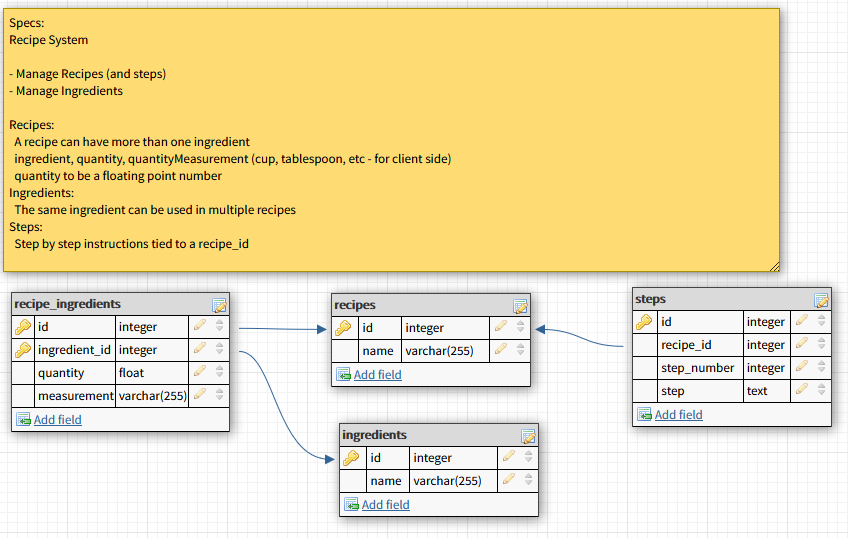 Specs:
Recipe System
- Manage Recipes (and steps)
- Manage Ingredients
Recipes:
A recipe can have more than one ingredient
ingredient, quantity, quantityMeasurement (cup, tablespoon, etc - for client side)
quantity to be a floating point number
Ingredients:
The same ingredient can be used in multiple recipes
Steps:
Step by step instructions tied to a recipe_id
recipe_ingredients
id integer
ingredient_id integer
quantity float
measurement varchar(255)
Add field
recipes
id integer
name varchar(255)
Add field
ingredients
id integer
name varchar(255)
Add field
steps
id integer
recipe_id integer
step_number integer
step text
Add field